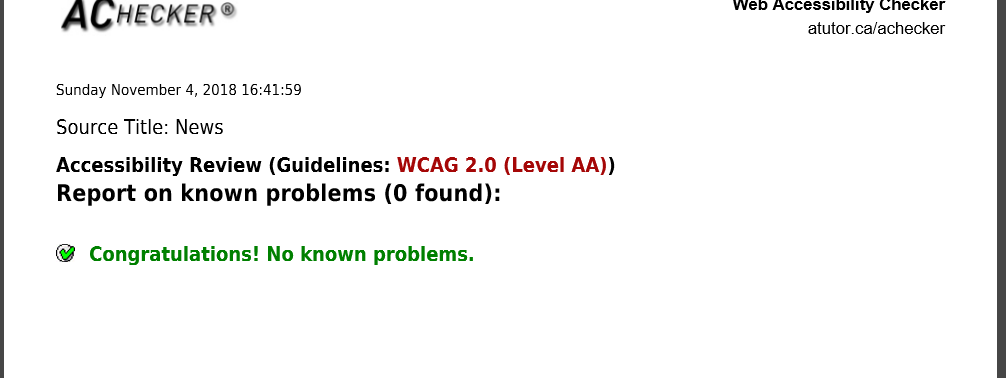 ACHECKER®
Web Accessibility Checker
atutor.ca/achecker
Sunday November 4, 2018 16:41:59
Source Title: News
Accessibility Review (Guidelines: WCAG 2.0 (Level AA))
Report on known problems (0 found):
Congratulations! No known problems.